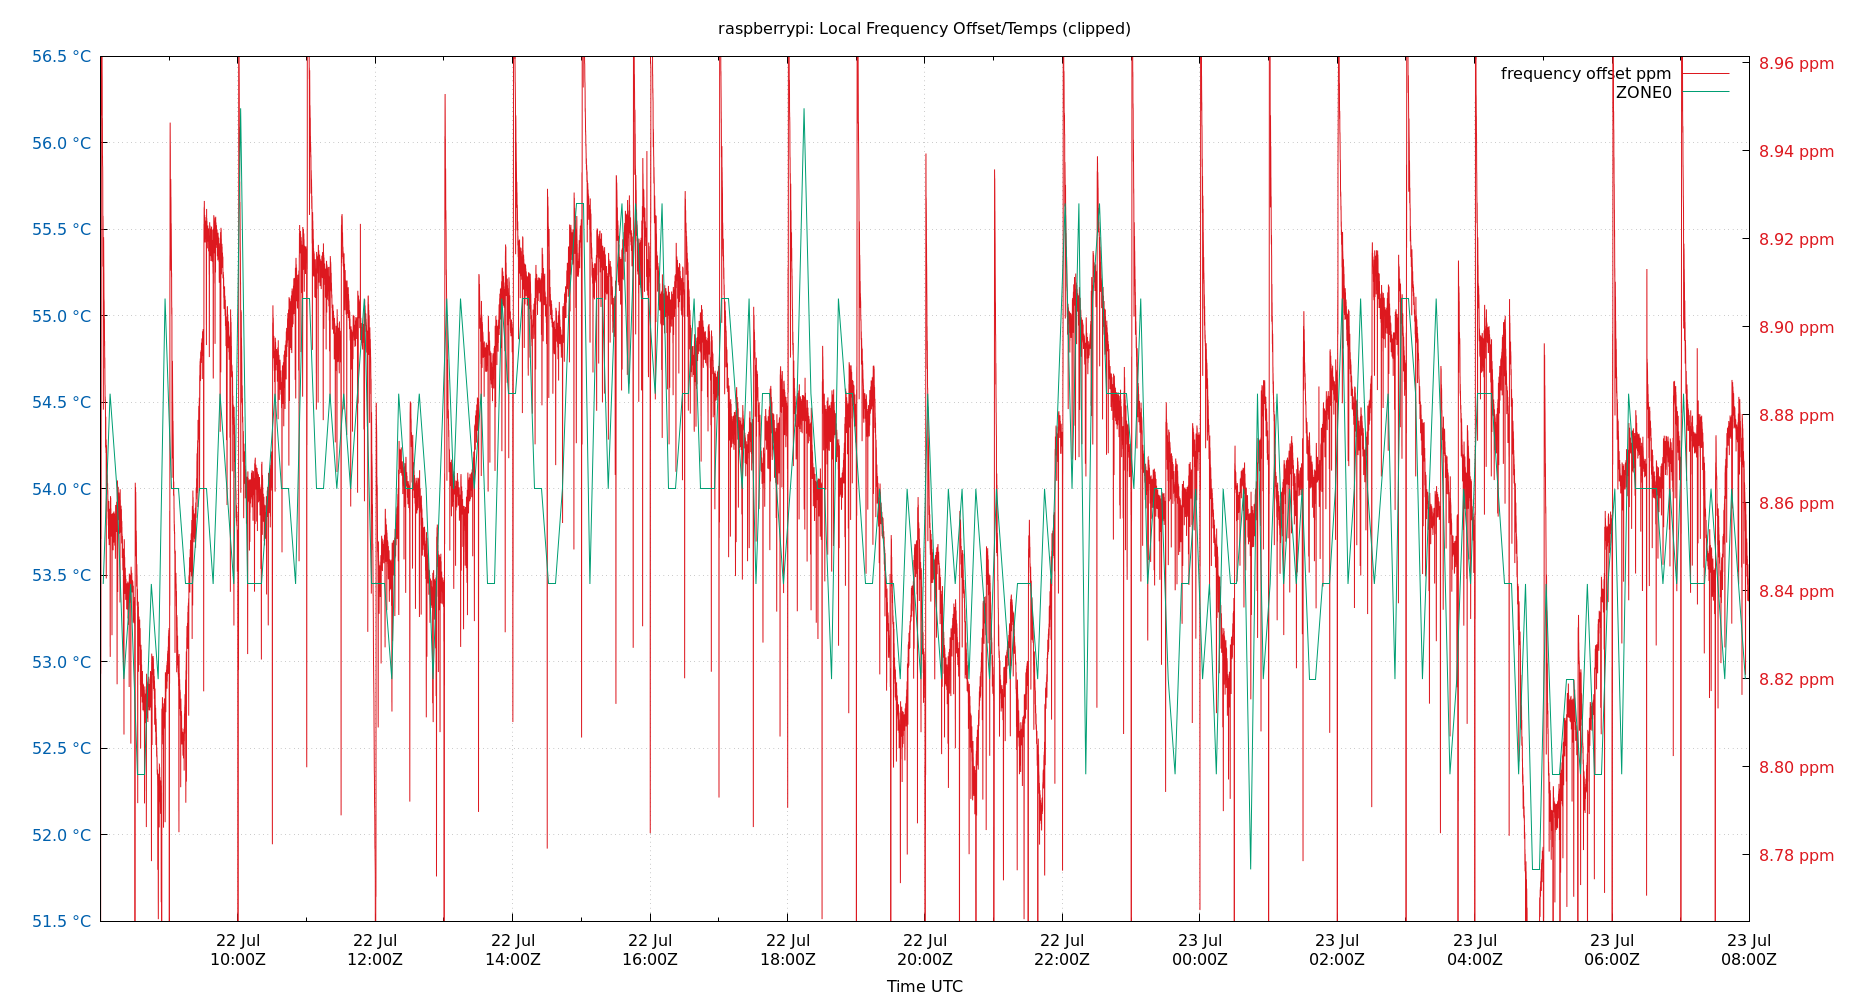 raspberrypi: Local Frequency Offset/Temps (clipped)
frequency offset ppm
ZONE0
56.5 °C
56.0 °C
55.5 °C
55.0 °C
54.5 °C
54.0 °C
53.5 °C
53.0 °C
52.5 °C
52.0 °C
51.5 °C
8.96 ppm
8.94 ppm
8.92 ppm
8.90 ppm
8.88 ppm
8.86 ppm
8.84 ppm
8.82 ppm
8.80 ppm
8.78 ppm
22 Jul
10:00Z
22 Jul
12:00Z
22 Jul
14:00Z
22 Jul
16:00Z
22 Jul
18:00Z
22 Jul
20:00Z
22 Jul
22:00Z
23 Jul
00:00Z
23 Jul
02:00Z
23 Jul
04:00Z
23 Jul
06:00Z
23 Jul
08:00Z
Time UTC